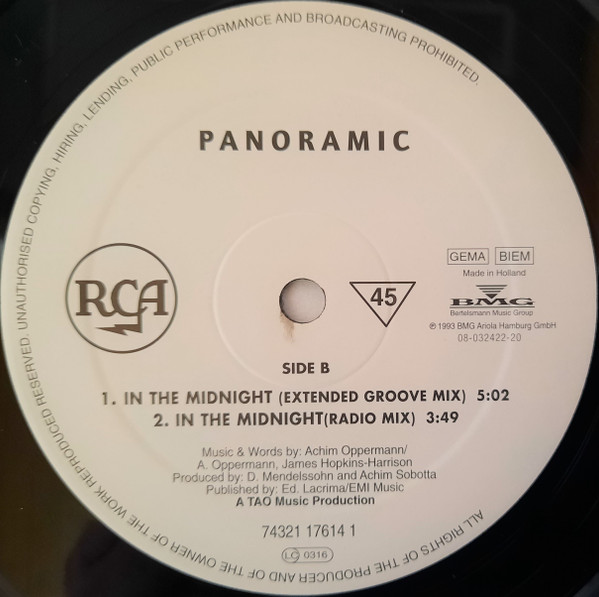 ALL RIGHTS OF THE PRODUCER AND OF THE OWNER OF THE WORK REPRODUCED RESERVED. UNAUTHORISED COPYING, HIRING, LENDING, PUBLIC PERFORMANCE AND BROADCASTING PROHIBITED.
PANORAMIC
RCA
45
GEMA BIEM
Made in Holland
BMG
Bertelsmann Music Group
℗ 1993 BMG Ariola Hamburg GmbH
08-032422-20
SIDE B
1. IN THE MIDNIGHT (EXTENDED GROOVE MIX) 5:02
2. IN THE MIDNIGHT(RADIO MIX) 3:49
Music & Words by: Achim Oppermann/
A. Oppermann, James Hopkins-Harrison
Produced by: D. Mendelssohn and Achim Sobotta
Published by: Ed. Lacrima/EMI Music
A TAO Music Production
74321 17614 1
LC 0316